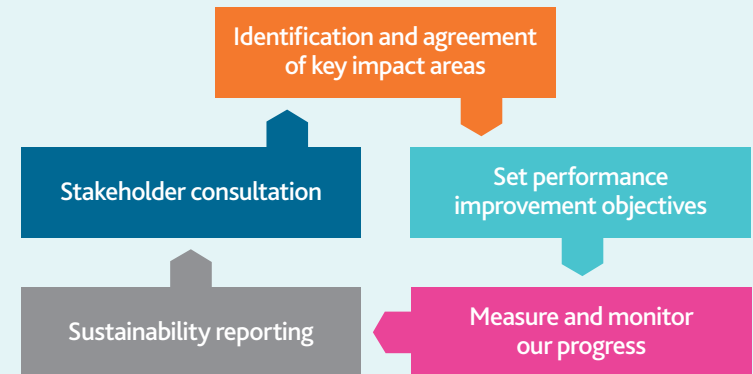 Identification and agreement
of key impact areas
Stakeholder consultation
Set performance
improvement objectives
Sustainability reporting
Measure and monitor
our progress